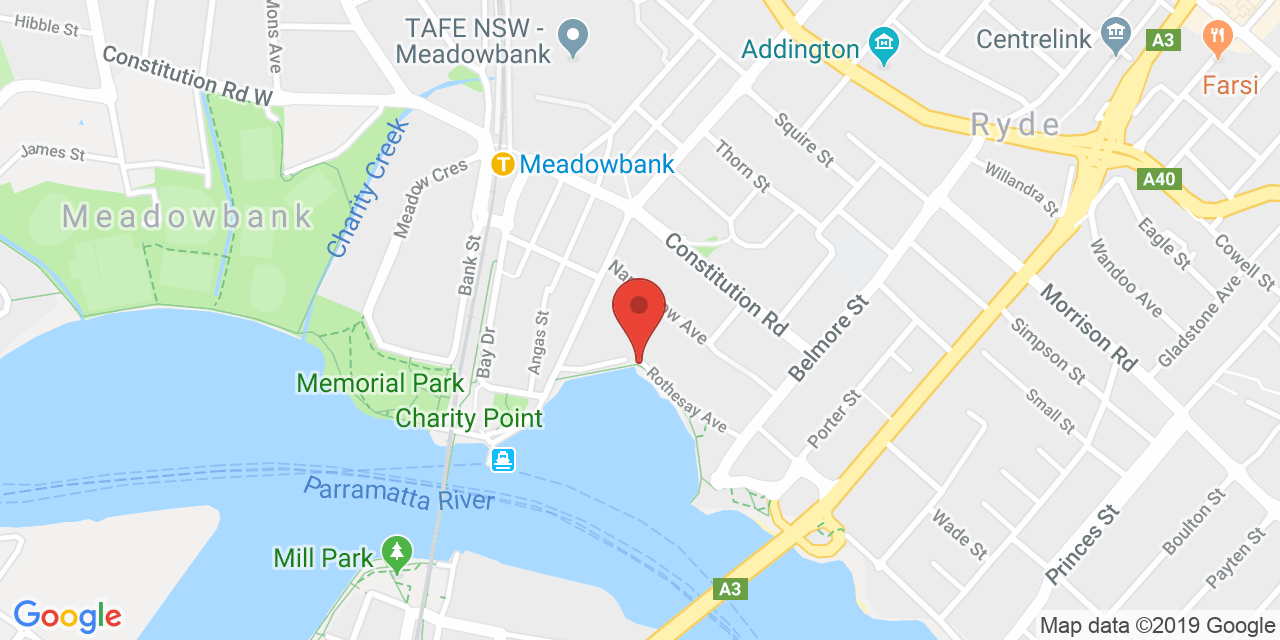 Hibble St
Mons Ave
TAFE NSW -
Meadowbank
Addington
Centrelink
A3
Farsi
Constitution Rd W
Charity Creek
James St
Meadow Cres
T
Meadowbank
Squire St
Thorn St
Ryde
A40
Willandra St
Meadowbank
Bank St
Constitution Rd
Eagle St
Cowell St
Wandoo Ave
Gladstone Ave
Morrison Rd
Belmore St
Simpson St
Bay Dr
Angas St
Memorial Park
Charity Point
Rothesay Ave
Porter St
Small St
Parramatta River
Wade St
Princes St
Boulton St
Payten St
Mill Park
A3
Google
Map data ©2019 Google